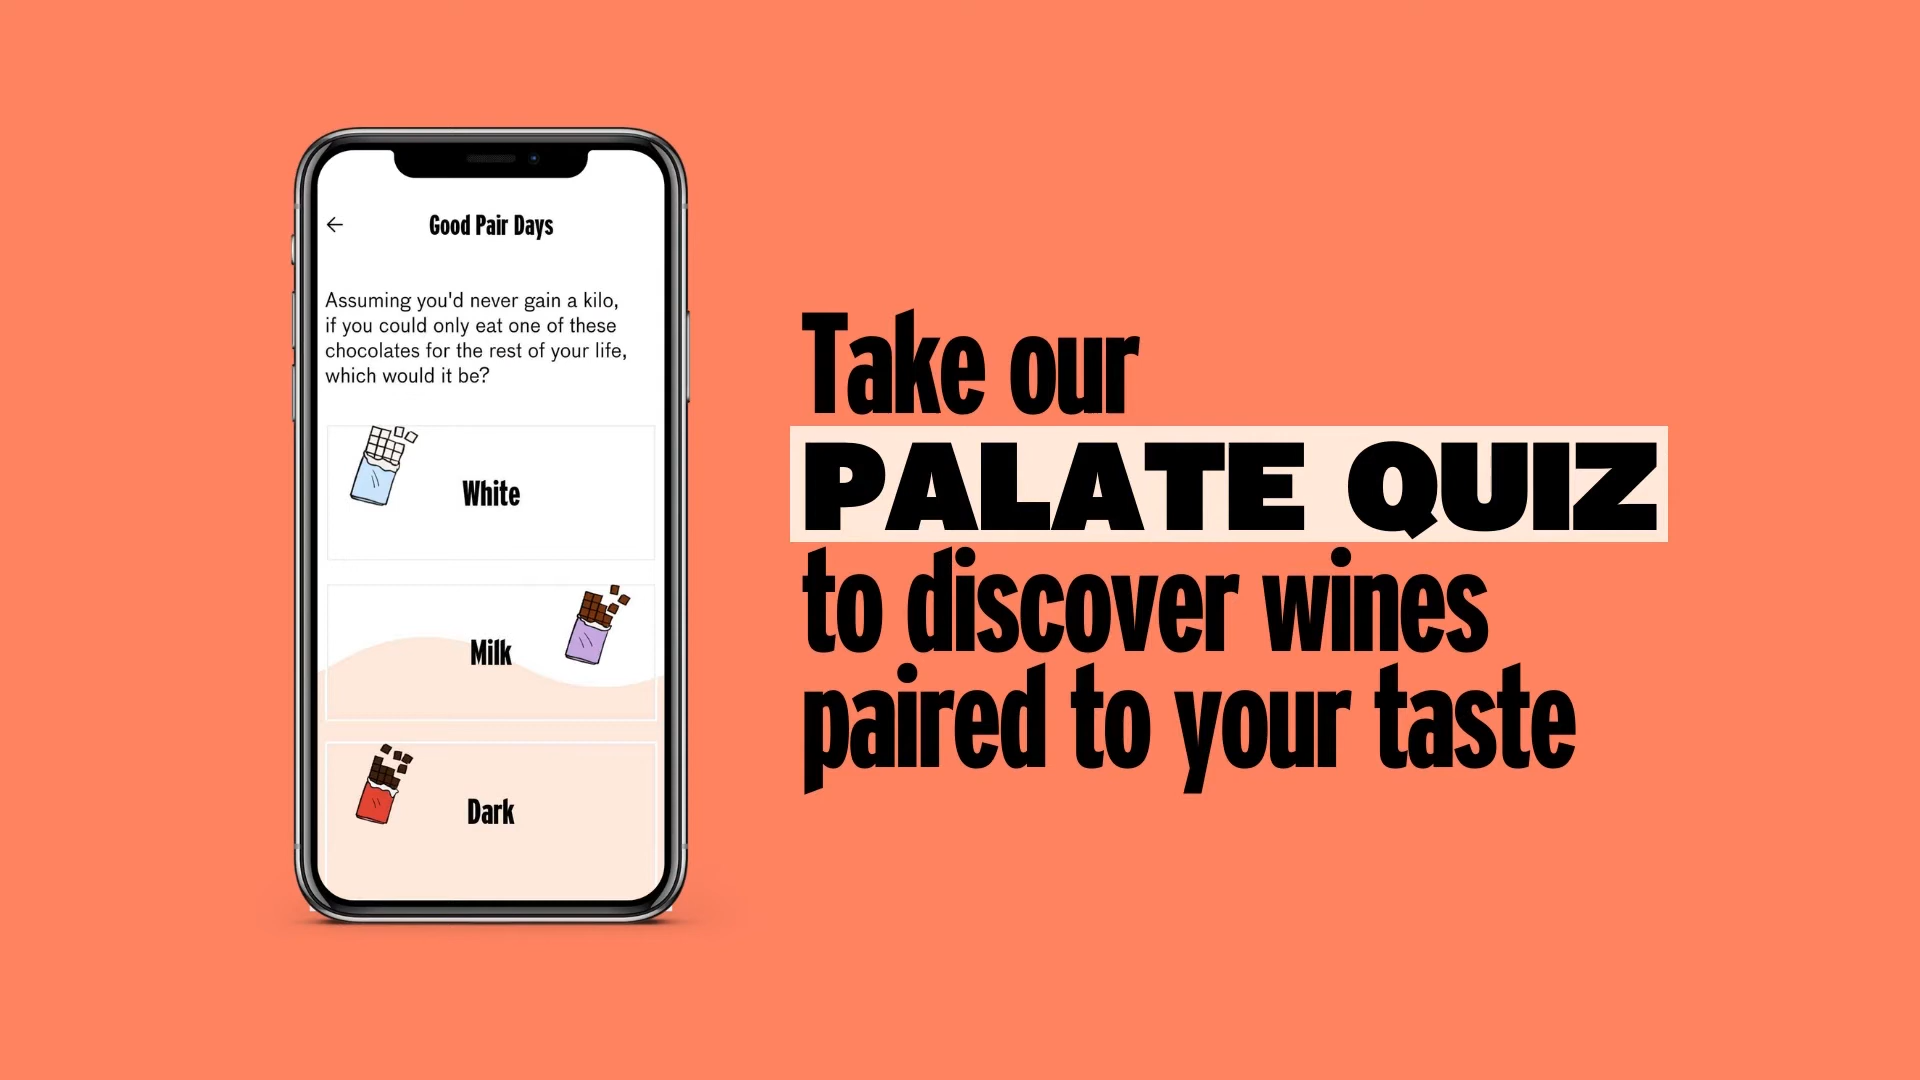 Good Pair Days
Assuming you'd never gain a kilo,
if you could only eat one of these
chocolates for the rest of your life,
which would it be?
White
Milk
Dark
Take our
PALATE QUIZ
to discover wines
paired to your taste